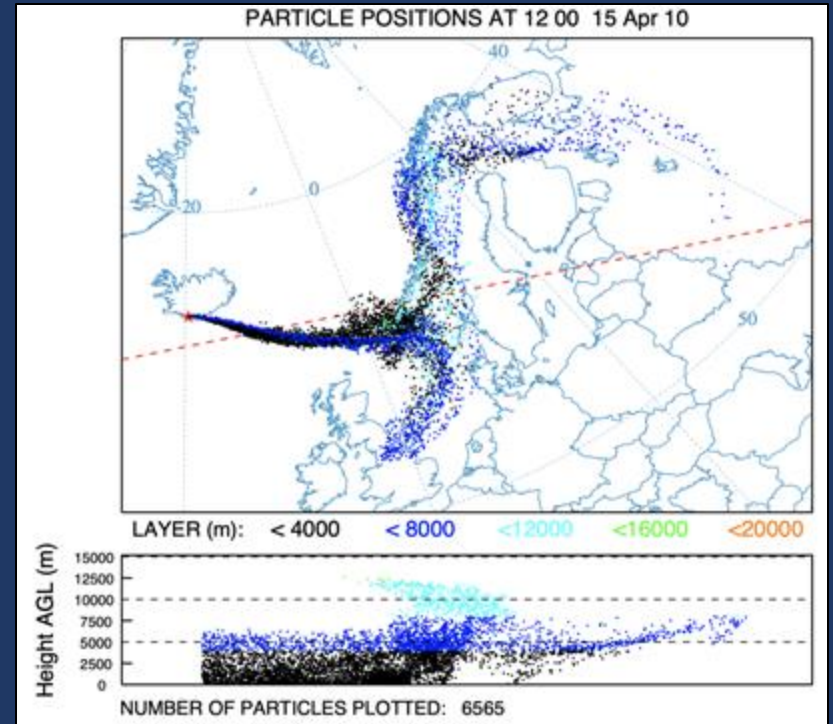 PARTICLE POSITIONS AT 12 00 15 Apr 10
40
0
20
50
LAYER (m): < 4000 < 8000 <12000 <16000 <20000
Height AGL (m)
15000
12500
10000
7500
5000
2500
0
NUMBER OF PARTICLES PLOTTED: 6565